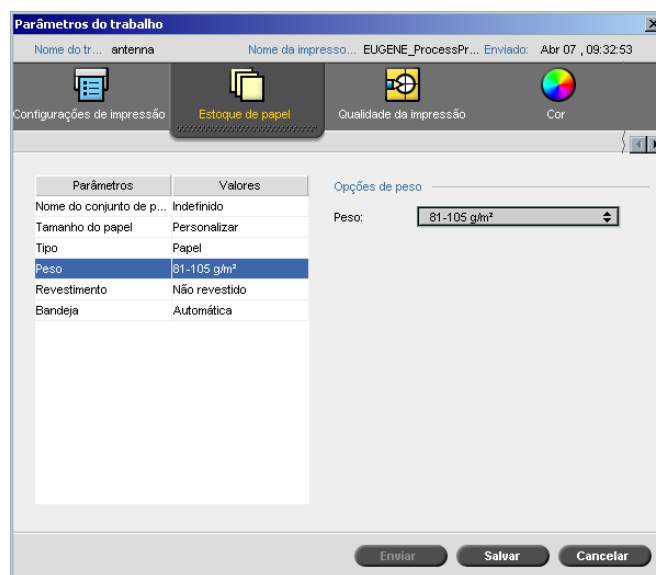 Parâmetros do trabalho
Nome do tr... antenna Nome da impresso... EUGENE_ProcessPr... Enviado: Abr 07 , 09:32:53
Configurações de impressão Estoque de papel Qualidade da impressão Cor
Parâmetros Valores
Nome do conjunto de p... Indefinido
Tamanho do papel Personalizar
Tipo Papel
Peso 81-105 g/m²
Revestimento Não revestido
Bandeja Automática
Opções de peso
Peso: 81-105 g/m²
Enviar Salvar Cancelar